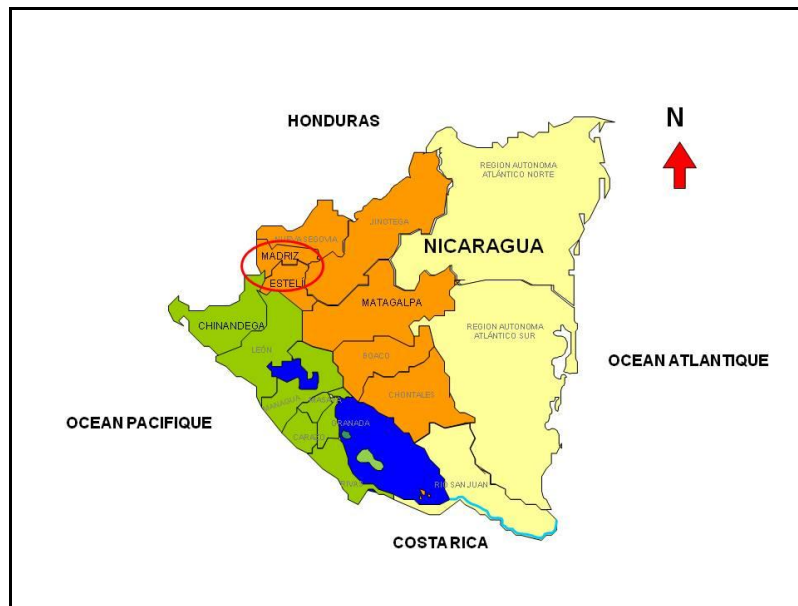 HONDURAS
N
REGION AUTONOMA
ATLÁNTICO NORTE
JINOTEGA
NUEVA SEGOVIA
NICARAGUA
MADRIZ
ESTELÍ
MATAGALPA
CHINANDEGA
REGION AUTONOMA
ATLÁNTICO SUR
LEÓN
BOACO
OCEAN ATLANTIQUE
CHONTALES
MANAGUA
MASAYA
OCEAN PACIFIQUE
GRANADA
CARAZO
RIVAS
RIO SAN JUAN
COSTA RICA